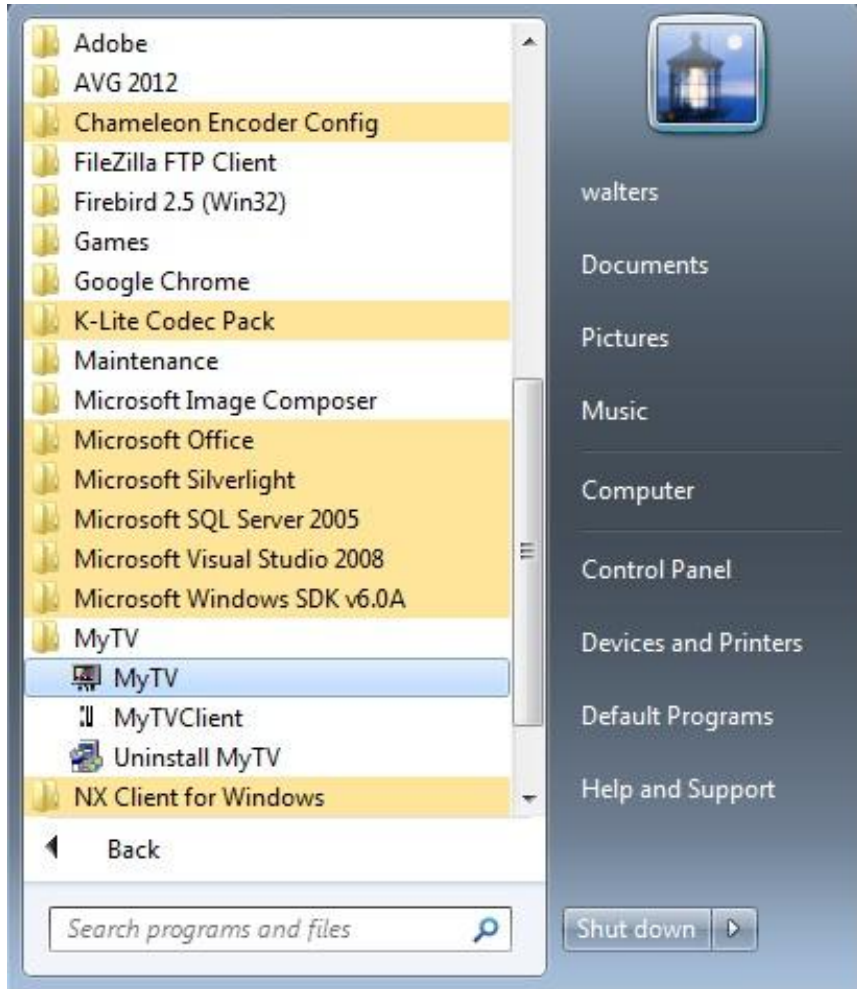 Adobe
AVG 2012
Chameleon Encoder Config
FileZilla FTP Client
Firebird 2.5 (Win32)
Games
Google Chrome
K-Lite Codec Pack
Maintenance
Microsoft Image Composer
Microsoft Office
Microsoft Silverlight
Microsoft SQL Server 2005
Microsoft Visual Studio 2008
Microsoft Windows SDK v6.0A
MyTV
MyTV
MyTVClient
Uninstall MyTV
NX Client for Windows
Back
Search programs and files
walters
Documents
Pictures
Music
Computer
Control Panel
Devices and Printers
Default Programs
Help and Support
Shut down